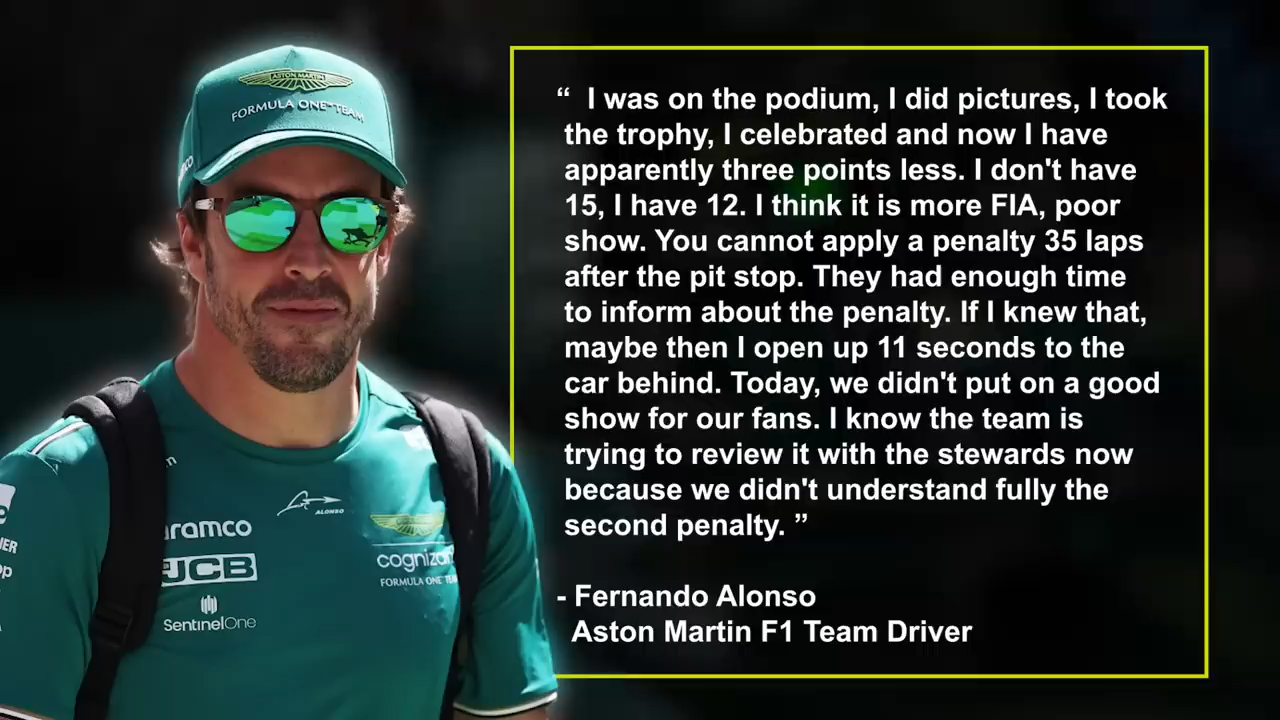 ASTON MARTIN
FORMULA ONE™ TEAM
“ I was on the podium, I did pictures, I took
the trophy, I celebrated and now I have
apparently three points less. I don't have
15, I have 12. I think it is more FIA, poor
show. You cannot apply a penalty 35 laps
after the pit stop. They had enough time
to inform about the penalty. If I knew that,
maybe then I open up 11 seconds to the
car behind. Today, we didn't put on a good
show for our fans. I know the team is
trying to review it with the stewards now
because we didn't understand fully the
second penalty. ”
- Fernando Alonso
Aston Martin F1 Team Driver
ALONSO
aramco
JCB
SentinelOne
cognizant
FORMULA ONE™ TEAM